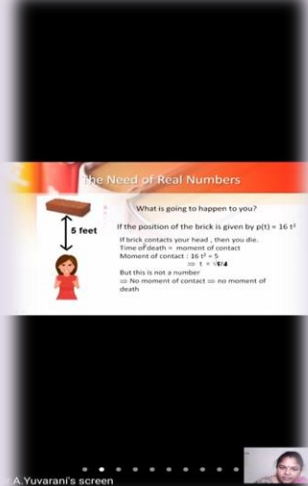 The Need of Real Numbers
What is going to happen to you?
5 feet
If the position of the brick is given by p(t) = 16 t²
If brick contacts your head , then you die.
Time of death = moment of contact
Moment of contact : 16 t² = 5
⇒ t = √5/4
But this is not a number
⇒ No moment of contact ⇒ no moment of
death
A.Yuvarani's screen